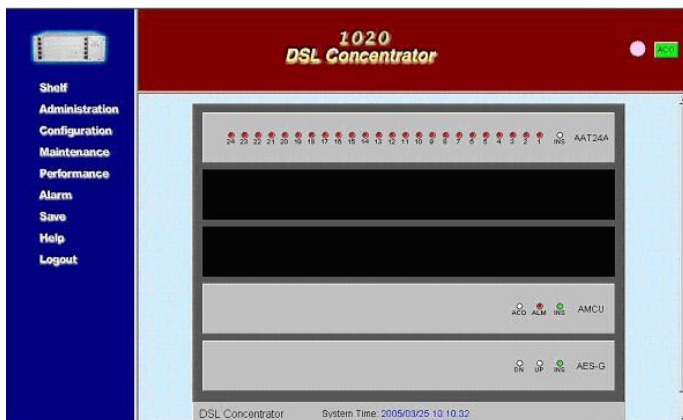 1020
DSL Concentrator
ACO
Shelf
Administration
Configuration
Maintenance
Performance
Alarm
Save
Help
Logout
24 23 22 21 20 19 18 17 16 15 14 13 12 11 10 9 8 7 6 5 4 3 2 1 INS AAT24A
ACO ALM INS AMCU
DN UP INS AES-G
DSL Concentrator System Time: 2005/03/25 10:10:32